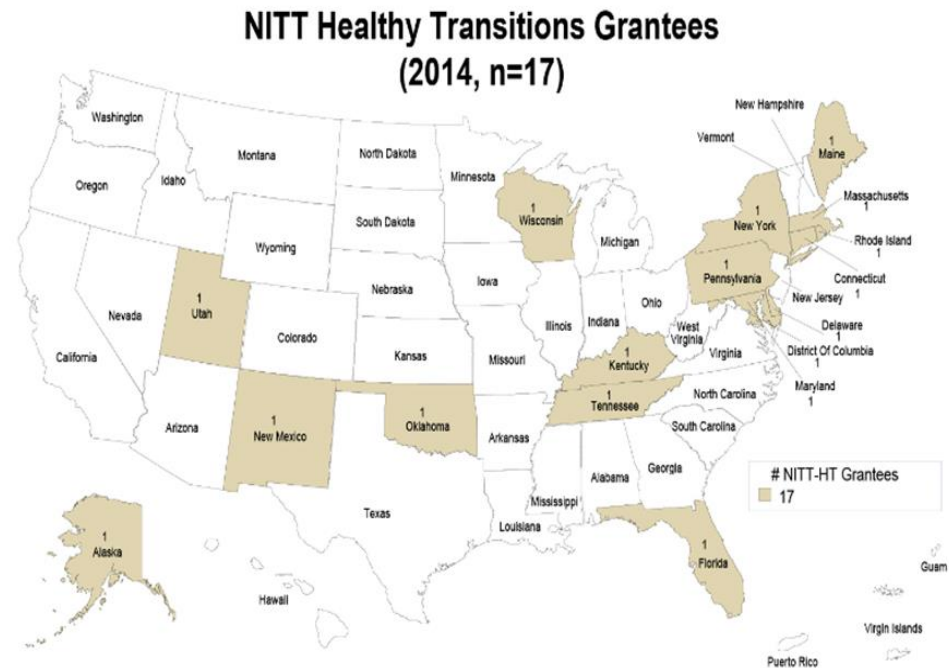 NITT Healthy Transitions Grantees
(2014, n=17)
New Hampshire
Washington
Vermont
1
Maine
Montana
North Dakota
Minnesota
Oregon
Idaho
Massachusetts
1
1
Wisconsin
South Dakota
1
New York
Wyoming
Michigan
Rhode Island
1
1
Pennsylvania
Connecticut
1
Iowa
Nebraska
New Jersey
1
Utah
Ohio
Nevada
Illinois
Indiana
Delaware
1
Colorado
West
Virginia
District Of Columbia
1
California
Kansas
Missouri
Virginia
1
Kentucky
Maryland
1
1
Tennessee
North Carolina
1
New Mexico
1
Oklahoma
Arizona
Arkansas
South Carolina
Georgia
Alabama
# NITT-HT Grantees
17
Mississippi
Texas
Louisiana
1
Alaska
1
Florida
Guam
Hawaii
Virgin Islands
Puerto Rico